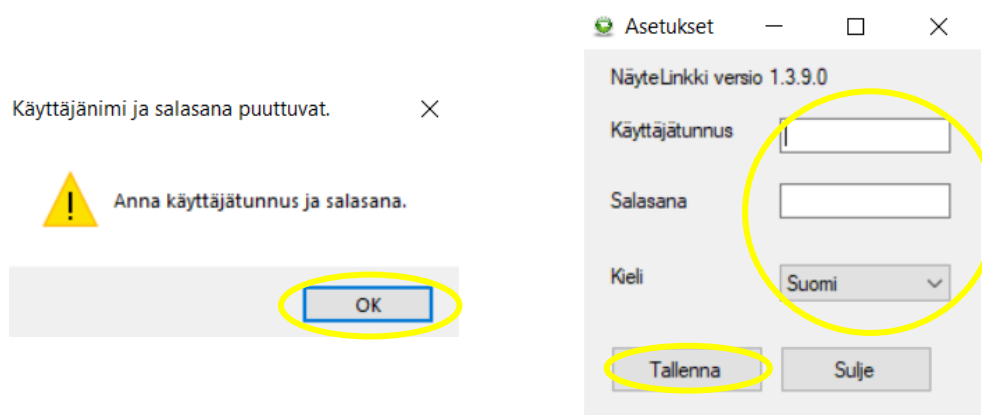 Käyttäjänimi ja salasana puuttuvat.
Anna käyttäjätunnus ja salasana.
OK
Asetukset
NäyteLinkki versio 1.3.9.0
Käyttäjätunnus
Salasana
Kieli
Suomi
Tallenna
Sulje